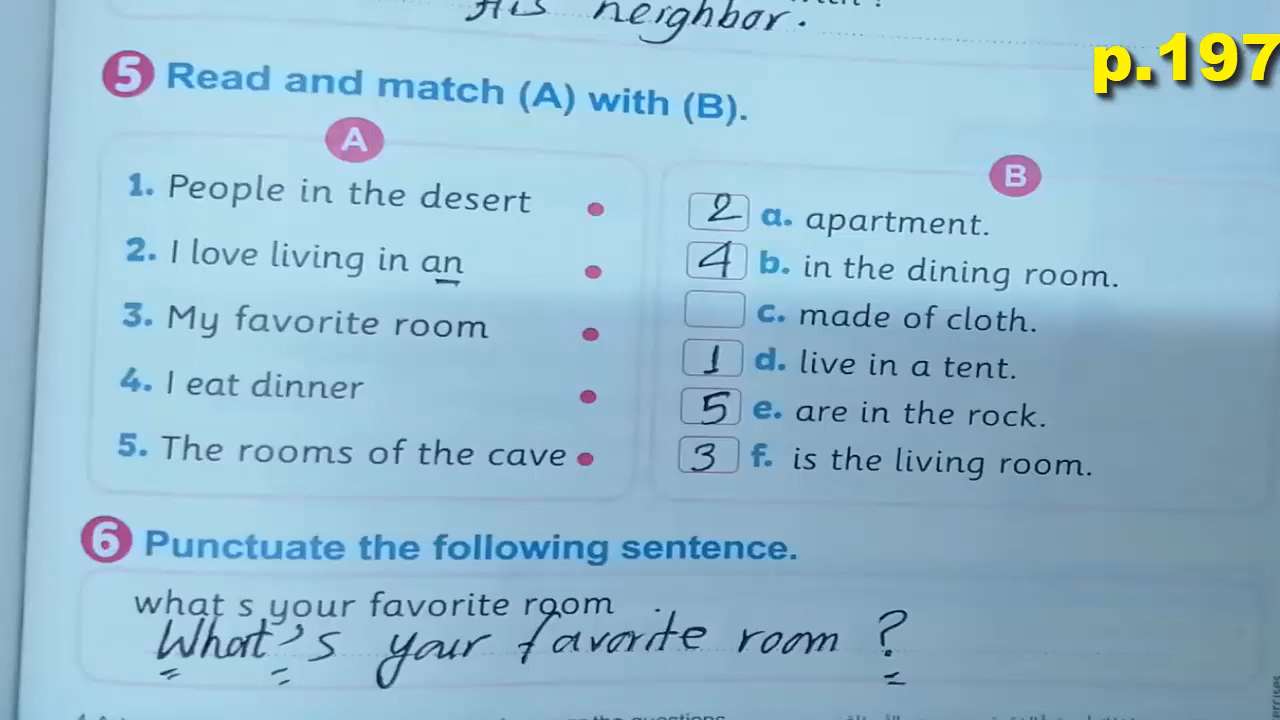 His neighbor.
p.197
5 Read and match (A) with (B).
A
1. People in the desert
2. I love living in an
3. My favorite room
4. I eat dinner
5. The rooms of the cave
B
2 a. apartment.
4 b. in the dining room.
c. made of cloth.
1 d. live in a tent.
5 e. are in the rock.
3 f. is the living room.
6 Punctuate the following sentence.
what s your favorite room
What's your favorite room ?
the questions